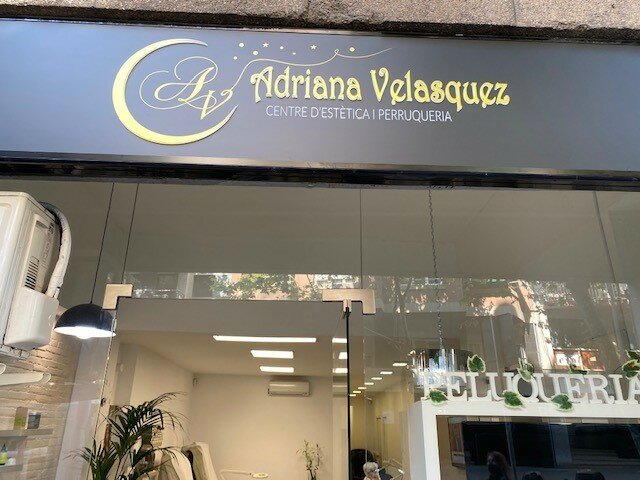 AV
Adriana Velasquez
CENTRE D'ESTÈTICA I PERRUQUERIA
PELUQUERIA